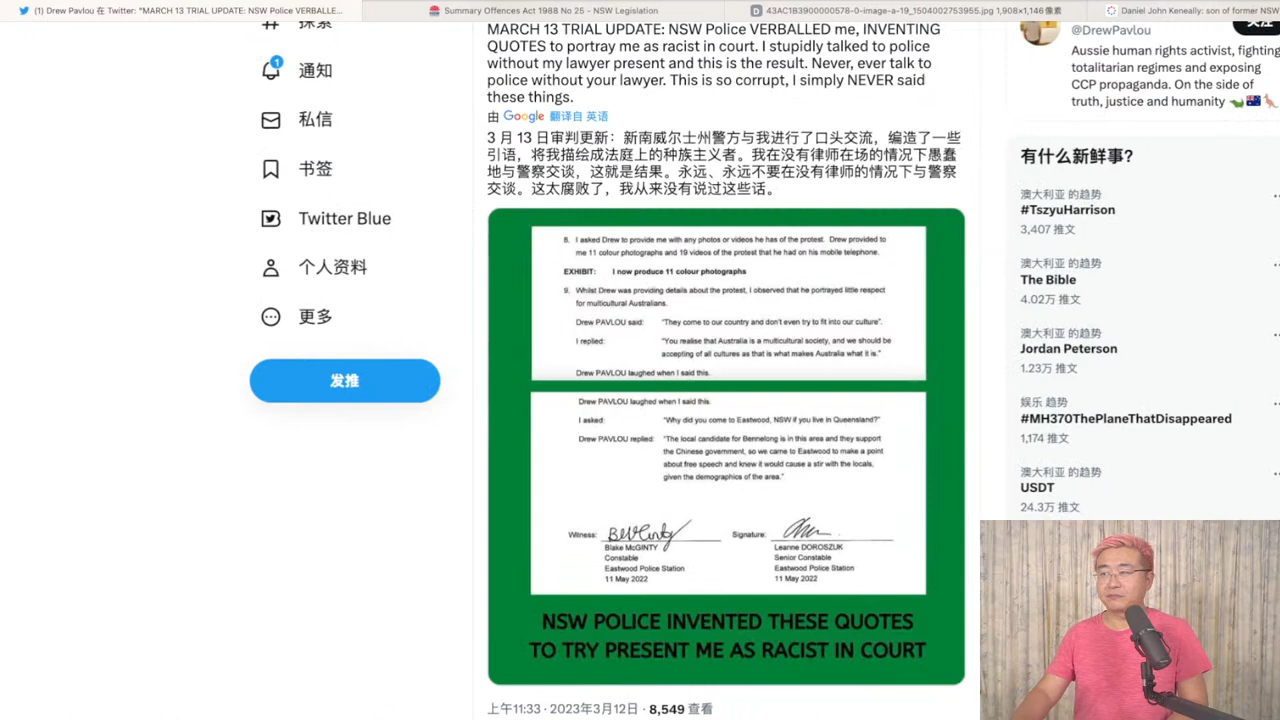 (1) Drew Pavlou 在 Twitter: "MARCH 13 TRIAL UPDATE: NSW Police VERBALLE...
Summary Offences Act 1988 No 25 - NSW Legislation
43AC1B3900000578-0-image-a-19_1504002753955.jpg 1,908×1,146像素
Daniel John Keneally: son of former NSW
探索
1
通知
私信
书签
Twitter Blue
个人资料
更多
发推
MARCH 13 TRIAL UPDATE: NSW Police VERBALLED me, INVENTING
QUOTES to portray me as racist in court. I stupidly talked to police
without my lawyer present and this is the result. Never, ever talk to
police without your lawyer. This is so corrupt, I simply NEVER said
these things.
由 Google 翻译自 英语
3 月 13 日审判更新：新南威尔士州警方与我进行了口头交流，编造了一些
引语，将我描绘成法庭上的种族主义者。我在没有律师在场的情况下愚蠢
地与警察交谈，这就是结果。永远、永远不要在没有律师的情况下与警察
交谈。这太腐败了，我从来没有说过这些话。
8. I asked Drew to provide me with any photos or videos he has of the protest. Drew provided to
me 11 colour photographs and 19 videos of the protest that he had on his mobile telephone.
EXHIBIT: I now produce 11 colour photographs
9. Whilst Drew was providing details about the protest, I observed that he portrayed little respect
for multicultural Australians.
Drew PAVLOU said: "They come to our country and don't even try to fit into our culture".
I replied: "You realise that Australia is a multicultural society, and we should be
accepting of all cultures as that is what makes Australia what it is."
Drew PAVLOU laughed when I said this.
Drew PAVLOU laughed when I said this.
I asked: "Why did you come to Eastwood, NSW if you live in Queensland?"
Drew PAVLOU replied: "The local candidate for Bennelong is in this area and they support
the Chinese government, so we came to Eastwood to make a point
about free speech and knew it would cause a stir with the locals,
given the demographics of the area."
Witness: Signature:
Blake McGINTY Leanne DOROSZUK
Constable Senior Constable
Eastwood Police Station Eastwood Police Station
11 May 2022 11 May 2022
NSW POLICE INVENTED THESE QUOTES
TO TRY PRESENT ME AS RACIST IN COURT
上午11:33 · 2023年3月12日 · 8,549 查看
关注
@DrewPavlou
Aussie human rights activist, fighting
totalitarian regimes and exposing
CCP propaganda. On the side of
truth, justice and humanity
有什么新鲜事?
澳大利亚 的趋势
#TszyuHarrison
3,407 推文
澳大利亚 的趋势
The Bible
4.02万 推文
澳大利亚 的趋势
Jordan Peterson
1.23万 推文
娱乐 趋势
#MH370ThePlaneThatDisappeared
1,174 推文
澳大利亚 的趋势
USDT
24.3万 推文